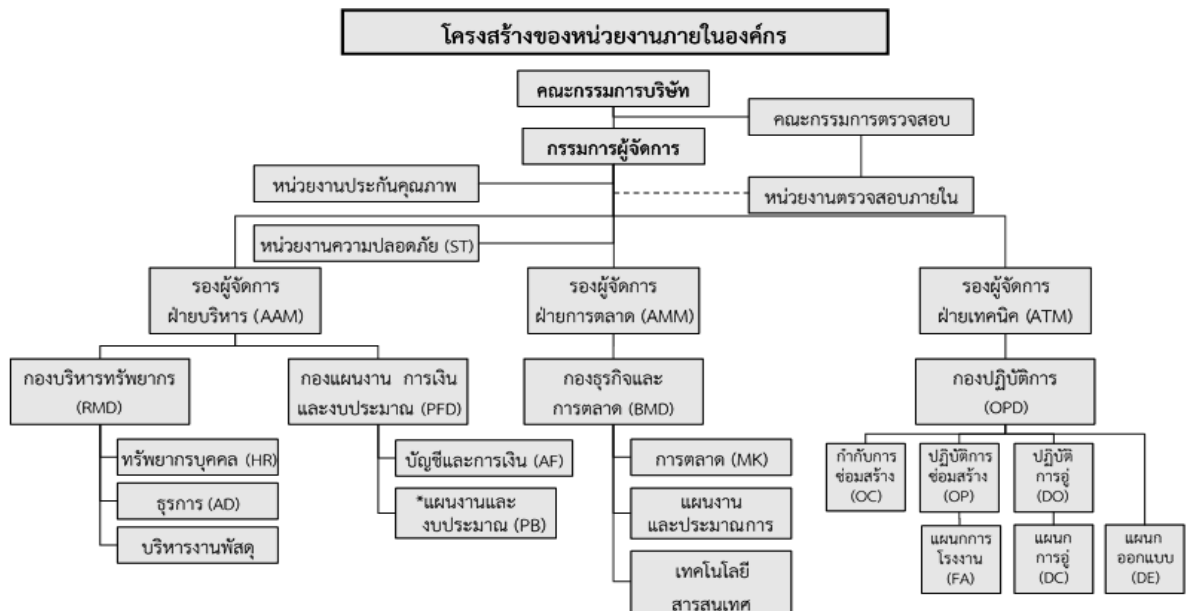 โครงสร้างของหน่วยงานภายในองค์กร
คณะกรรมการบริษัท
คณะกรรมการตรวจสอบ
กรรมการผู้จัดการ
หน่วยงานประกันคุณภาพ
หน่วยงานตรวจสอบภายใน
หน่วยงานความปลอดภัย (ST)
รองผู้จัดการ
ฝ่ายบริหาร (AAM)
รองผู้จัดการ
ฝ่ายการตลาด (AMM)
รองผู้จัดการ
ฝ่ายเทคนิค (ATM)
กองบริหารทรัพยากร
(RMD)
กองแผนงาน การเงิน
และงบประมาณ (PFD)
กองธุรกิจและ
การตลาด (BMD)
กองปฏิบัติการ
(OPD)
ทรัพยากรบุคคล (HR)
ธุรการ (AD)
บริหารงานพัสดุ
บัญชีและการเงิน (AF)
*แผนงานและ
งบประมาณ (PB)
การตลาด (MK)
แผนงาน
และประมาณการ
เทคโนโลยี
สารสนเทศ
กำกับการ
ซ่อมสร้าง
(OC)
ปฏิบัติการ
ซ่อมสร้าง
(OP)
ปฏิบัติ
การอู่
(DO)
แผนกการ
โรงงาน
(FA)
แผนก
การอู่
(DC)
แผนก
ออกแบบ
(DE)